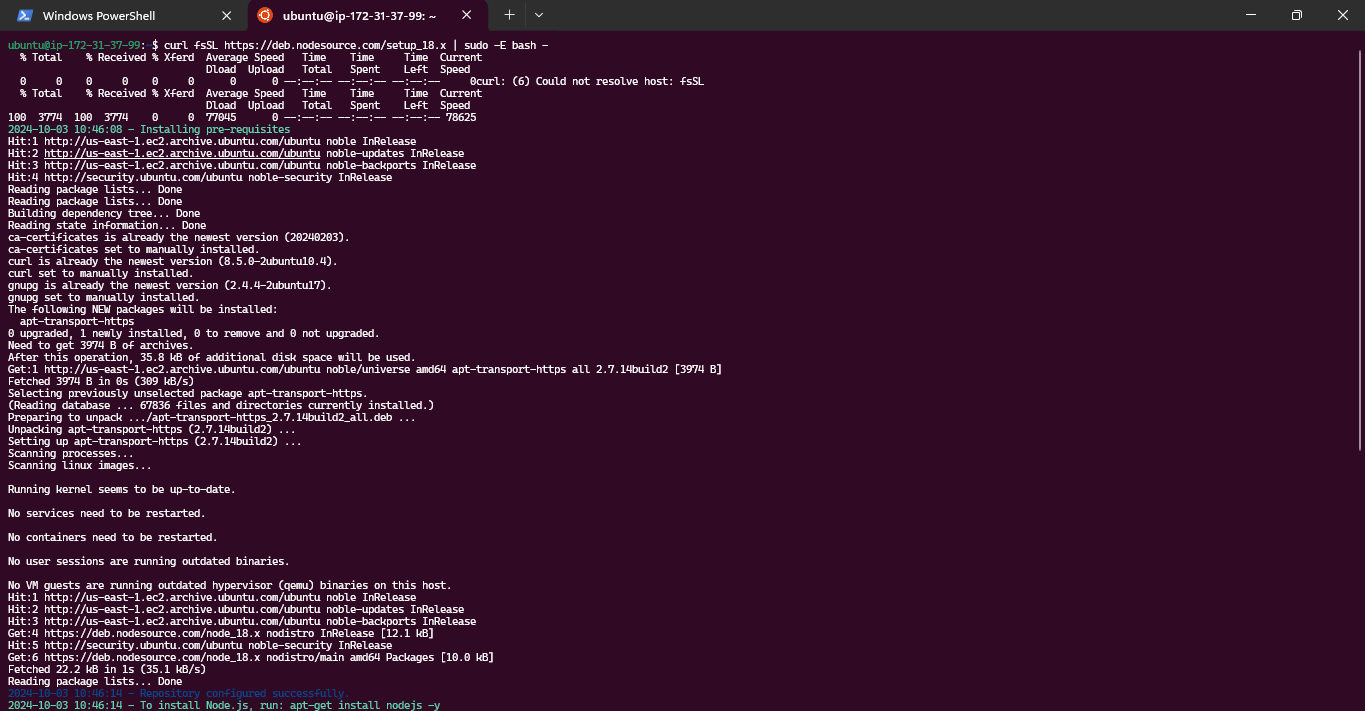 Windows PowerShell
ubuntu@ip-172-31-37-99: ~
ubuntu@ip-172-31-37-99:~$ curl fsSL https://deb.nodesource.com/setup_18.x | sudo -E bash -
% Total % Received % Xferd Average Speed Time Time Time Current
Dload Upload Total Spent Left Speed
0 0 0 0 0 0 0 0 --:--:-- --:--:-- --:--:-- 0curl: (6) Could not resolve host: fsSL
% Total % Received % Xferd Average Speed Time Time Time Current
Dload Upload Total Spent Left Speed
100 3774 100 3774 0 0 77045 0 --:--:-- --:--:-- --:--:-- 78625
2024-10-03 10:46:08 - Installing pre-requisites
Hit:1 http://us-east-1.ec2.archive.ubuntu.com/ubuntu noble InRelease
Hit:2 http://us-east-1.ec2.archive.ubuntu.com/ubuntu noble-updates InRelease
Hit:3 http://us-east-1.ec2.archive.ubuntu.com/ubuntu noble-backports InRelease
Hit:4 http://security.ubuntu.com/ubuntu noble-security InRelease
Reading package lists... Done
Reading package lists... Done
Building dependency tree... Done
Reading state information... Done
ca-certificates is already the newest version (20240203).
ca-certificates set to manually installed.
curl is already the newest version (8.5.0-2ubuntu10.4).
curl set to manually installed.
gnupg is already the newest version (2.4.4-2ubuntu17).
gnupg set to manually installed.
The following NEW packages will be installed:
apt-transport-https
0 upgraded, 1 newly installed, 0 to remove and 0 not upgraded.
Need to get 3974 B of archives.
After this operation, 35.8 kB of additional disk space will be used.
Get:1 http://us-east-1.ec2.archive.ubuntu.com/ubuntu noble/universe amd64 apt-transport-https all 2.7.14build2 [3974 B]
Fetched 3974 B in 0s (309 kB/s)
Selecting previously unselected package apt-transport-https.
(Reading database ... 67836 files and directories currently installed.)
Preparing to unpack .../apt-transport-https_2.7.14build2_all.deb ...
Unpacking apt-transport-https (2.7.14build2) ...
Setting up apt-transport-https (2.7.14build2) ...
Scanning processes...
Scanning linux images...
Running kernel seems to be up-to-date.
No services need to be restarted.
No containers need to be restarted.
No user sessions are running outdated binaries.
No VM guests are running outdated hypervisor (qemu) binaries on this host.
Hit:1 http://us-east-1.ec2.archive.ubuntu.com/ubuntu noble InRelease
Hit:2 http://us-east-1.ec2.archive.ubuntu.com/ubuntu noble-updates InRelease
Hit:3 http://us-east-1.ec2.archive.ubuntu.com/ubuntu noble-backports InRelease
Get:4 https://deb.nodesource.com/node_18.x nodistro InRelease [12.1 kB]
Hit:5 http://security.ubuntu.com/ubuntu noble-security InRelease
Get:6 https://deb.nodesource.com/node_18.x nodistro/main amd64 Packages [10.0 kB]
Fetched 22.2 kB in 1s (35.1 kB/s)
Reading package lists... Done
2024-10-03 10:46:14 - Repository configured successfully.
2024-10-03 10:46:14 - To install Node.js, run: apt-get install nodejs -y